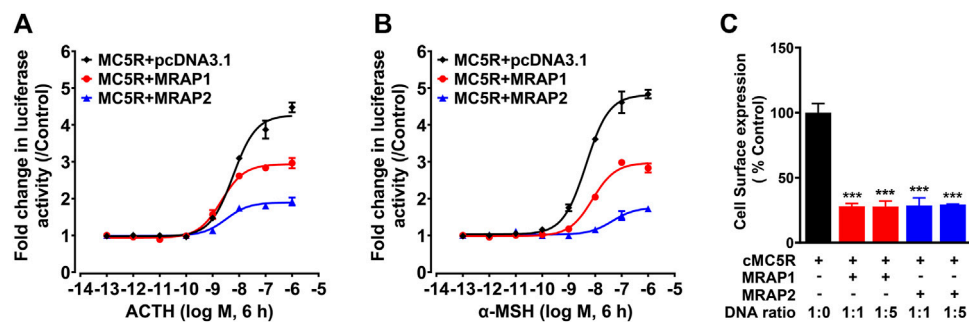 A
Fold change in luciferase
activity (/Control)
6
5
4
3
2
1
0
MC5R+pcDNA3.1
MC5R+MRAP1
MC5R+MRAP2
-14 -13 -12 -11 -10 -9 -8 -7 -6 -5
ACTH (log M, 6 h)
B
Fold change in luciferase
activity (/Control)
6
5
4
3
2
1
0
MC5R+pcDNA3.1
MC5R+MRAP1
MC5R+MRAP2
-14 -13 -12 -11 -10 -9 -8 -7 -6 -5
α-MSH (log M, 6 h)
C
Cell Surface expression
( % Control)
150
100
50
0
*** *** *** ***
cMC5R + + + + +
MRAP1 - + + - -
MRAP2 - - - + +
DNA ratio 1:0 1:1 1:5 1:1 1:5